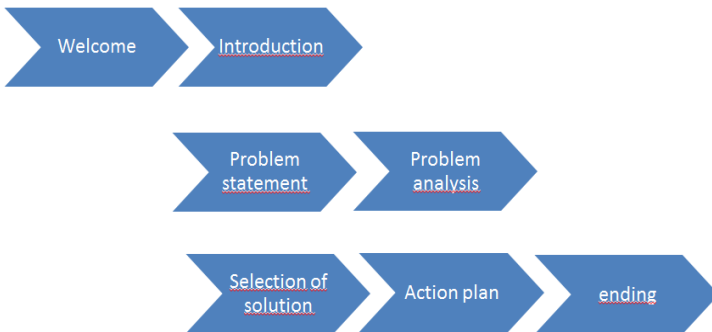 Welcome
Introduction
Problem
statement
Problem
analysis
Selection of
solution
Action plan
ending